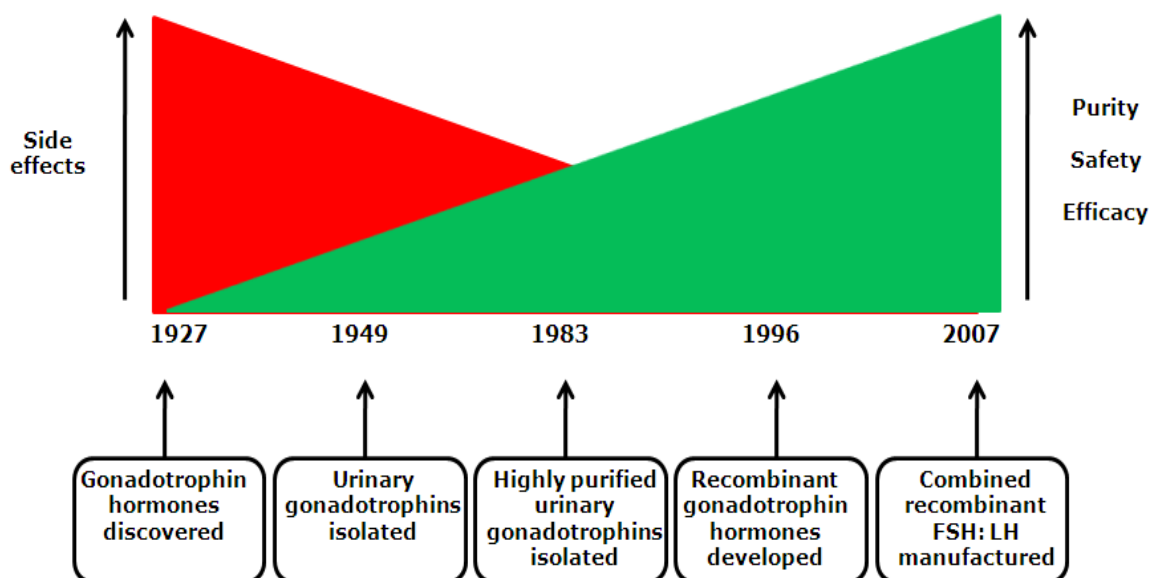 Side
effects
Purity
Safety
Efficacy
1927
1949
1983
1996
2007
Gonadotrophin
hormones
discovered
Urinary
gonadotrophins
isolated
Highly purified
urinary
gonadotrophins
isolated
Recombinant
gonadotrophin
hormones
developed
Combined
recombinant
FSH: LH
manufactured